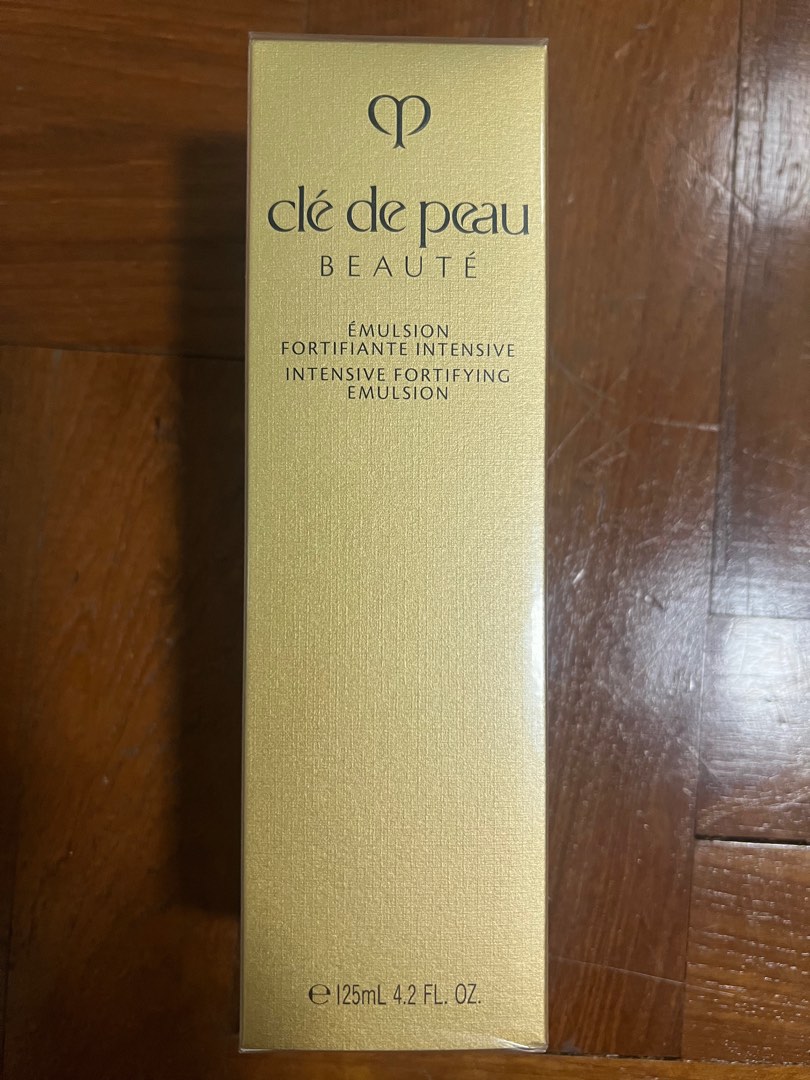 clé de peau
BEAUTÉ
ÉMULSION
FORTIFIANTE INTENSIVE
INTENSIVE FORTIFYING
EMULSION
℮ 125mL 4.2 FL. OZ.